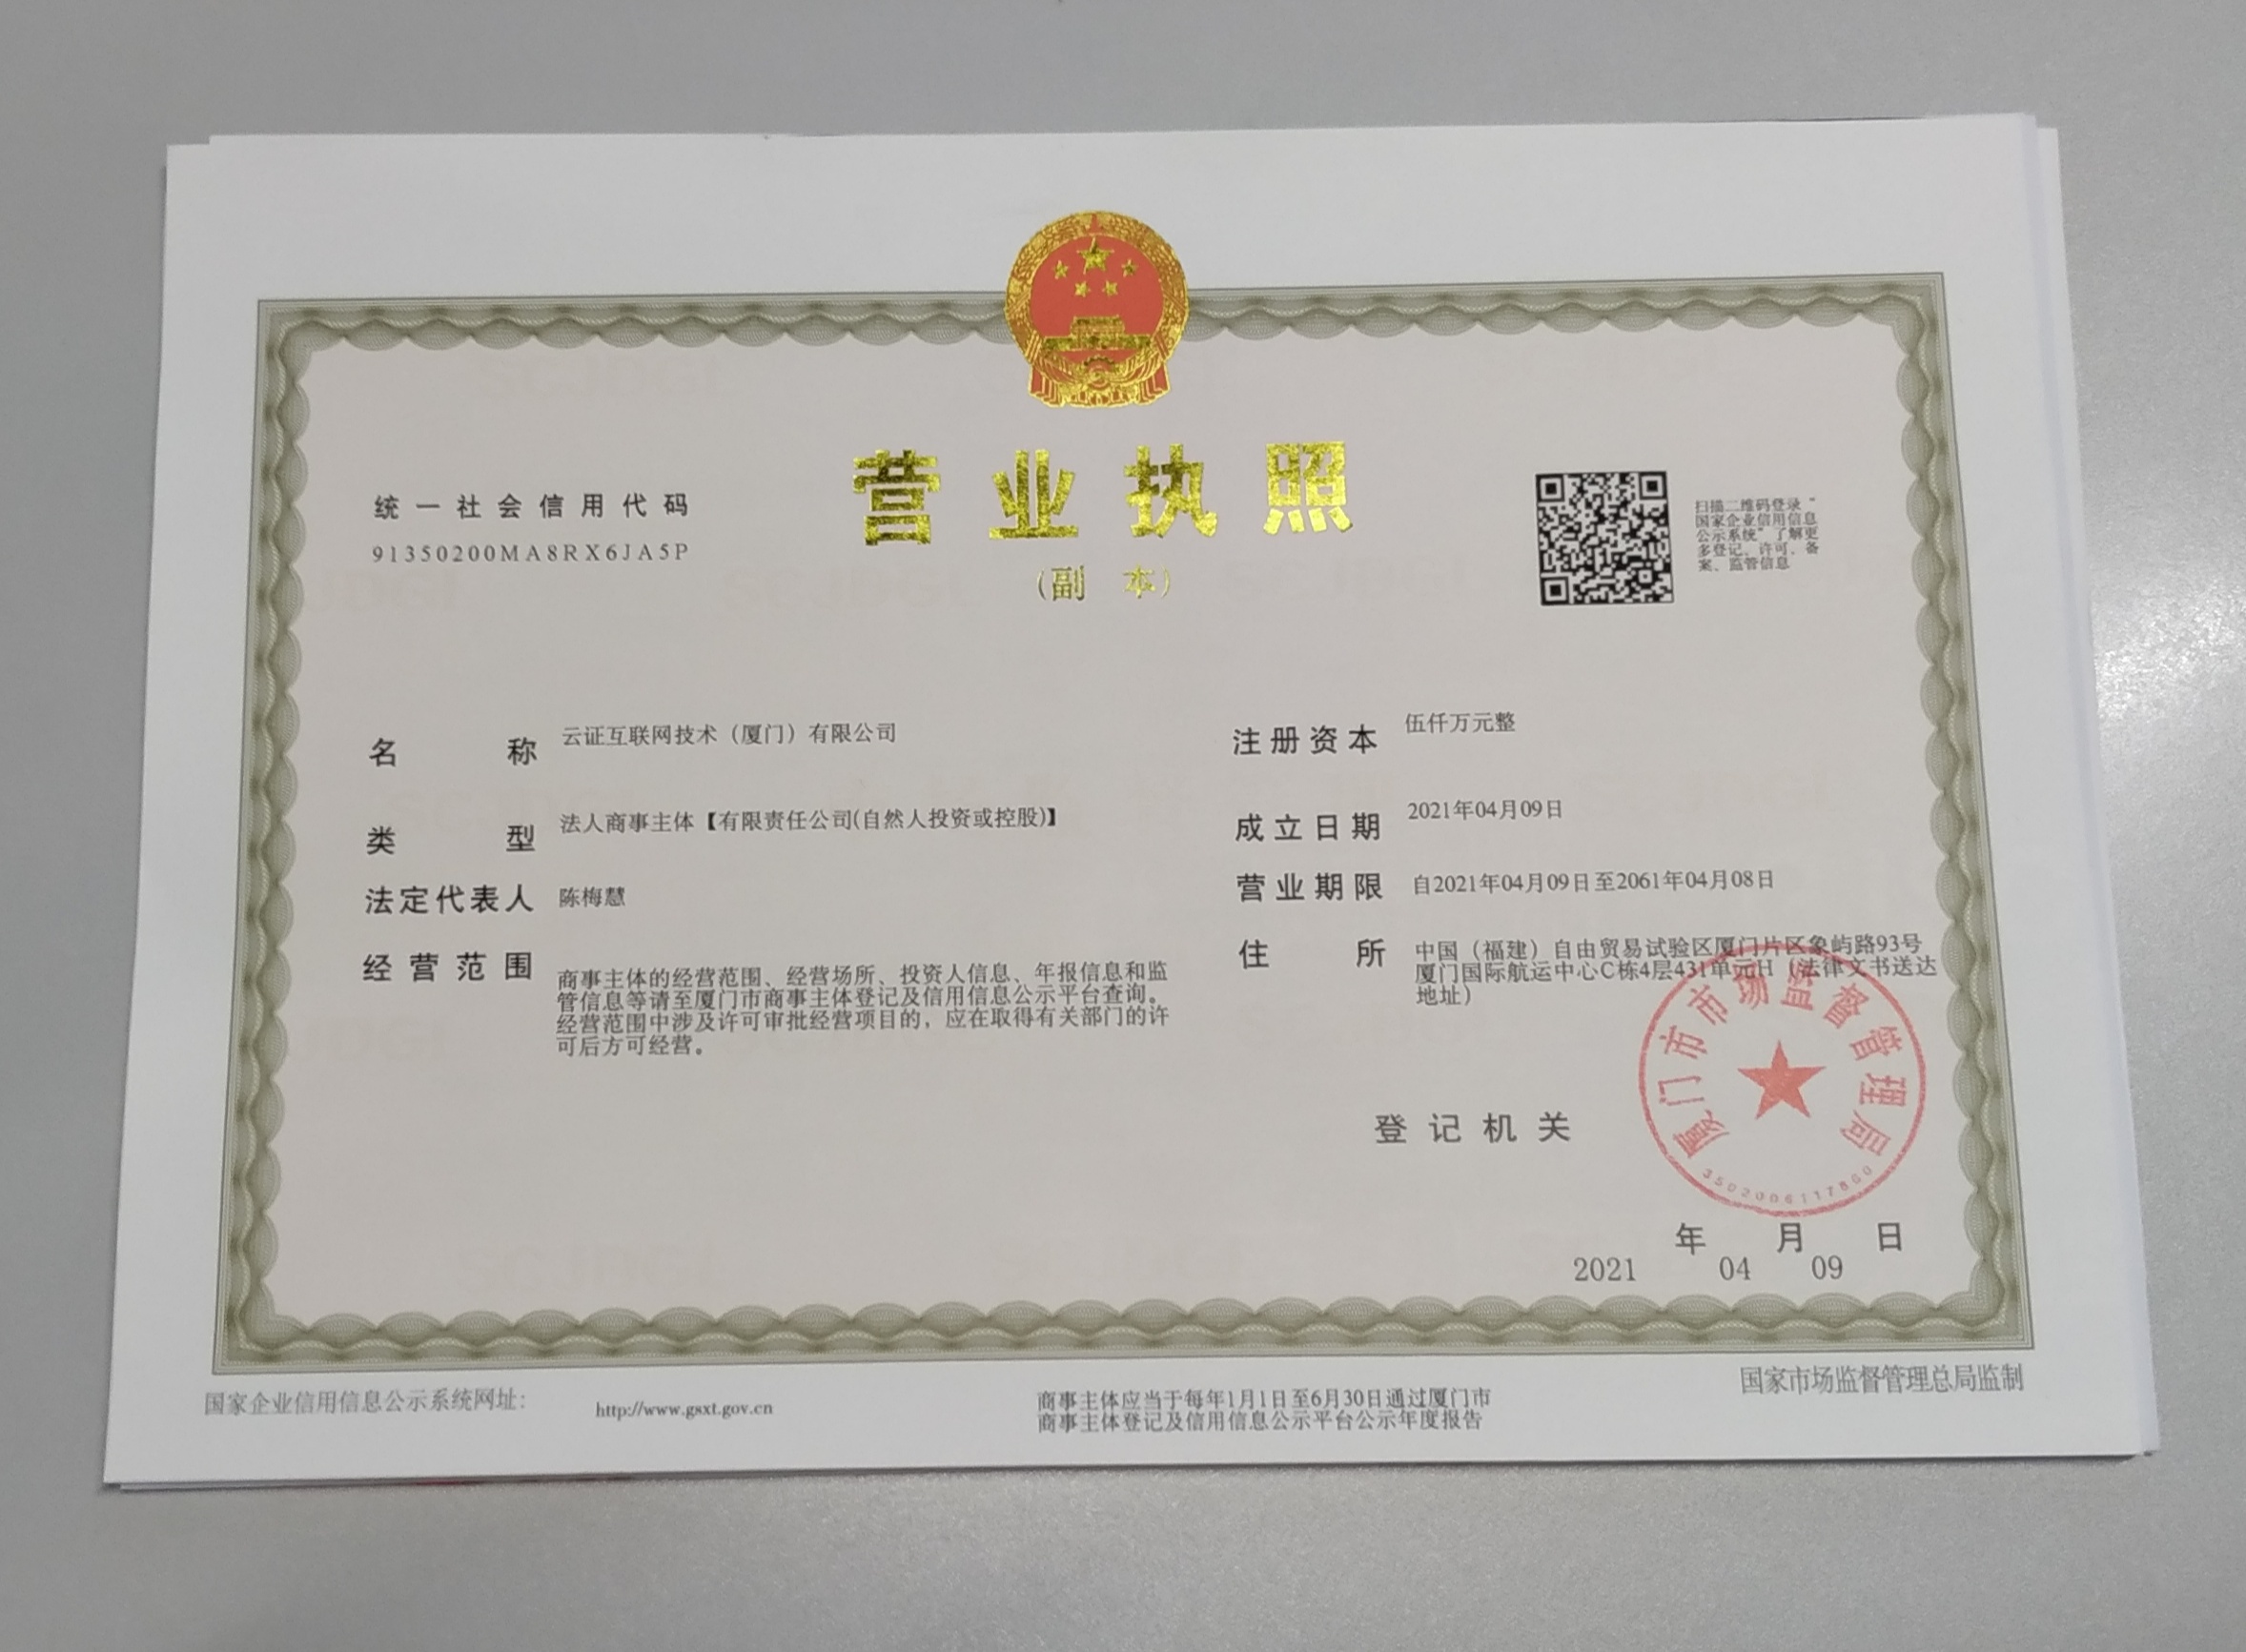 营业执照
（副 本）
统一社会信用代码
91350200MA8RX6JA5P
扫描二维码登录“
国家企业信用信息
公示系统”了解更
多登记、许可、备
案、监管信息
名 称 云证互联网技术（厦门）有限公司
类 型 法人商事主体【有限责任公司(自然人投资或控股)】
法定代表人 陈梅慧
经营范围 商事主体的经营范围、经营场所、投资人信息、年报信息和监
管信息等请至厦门市商事主体登记及信用信息公示平台查询。
经营范围中涉及许可审批经营项目的，应在取得有关部门的许
可后方可经营。
注册资本 伍仟万元整
成立日期 2021年04月09日
营业期限 自2021年04月09日至2061年04月08日
住 所 中国（福建）自由贸易试验区厦门片区象屿路93号
厦门国际航运中心C栋4层431单元H（法律文书送达
地址）
登记机关
厦门市市场监督管理局
年 月 日
2021 04 09
国家企业信用信息公示系统网址：
http://www.gsxt.gov.cn
商事主体应当于每年1月1日至6月30日通过厦门市
商事主体登记及信用信息公示平台公示年度报告
国家市场监督管理总局监制